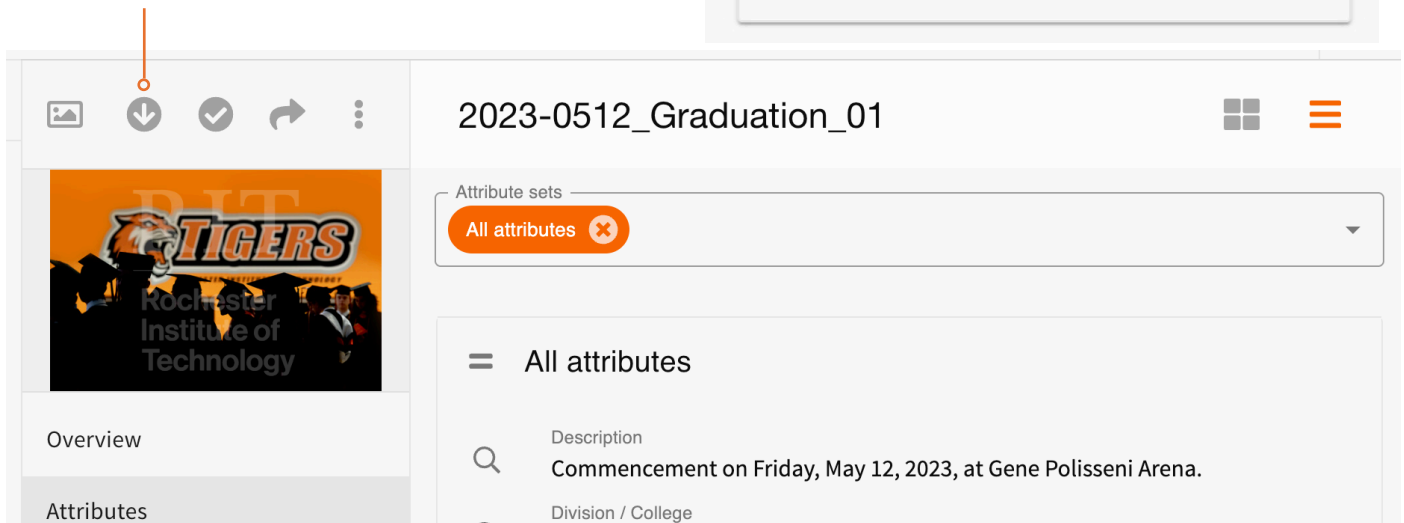 2023-0512_Graduation_01
Attribute sets
All attributes
RIT
TIGERS
Rochester
Institute of
Technology
All attributes
Overview
Description
Commencement on Friday, May 12, 2023, at Gene Polisseni Arena.
Attributes
Division / College